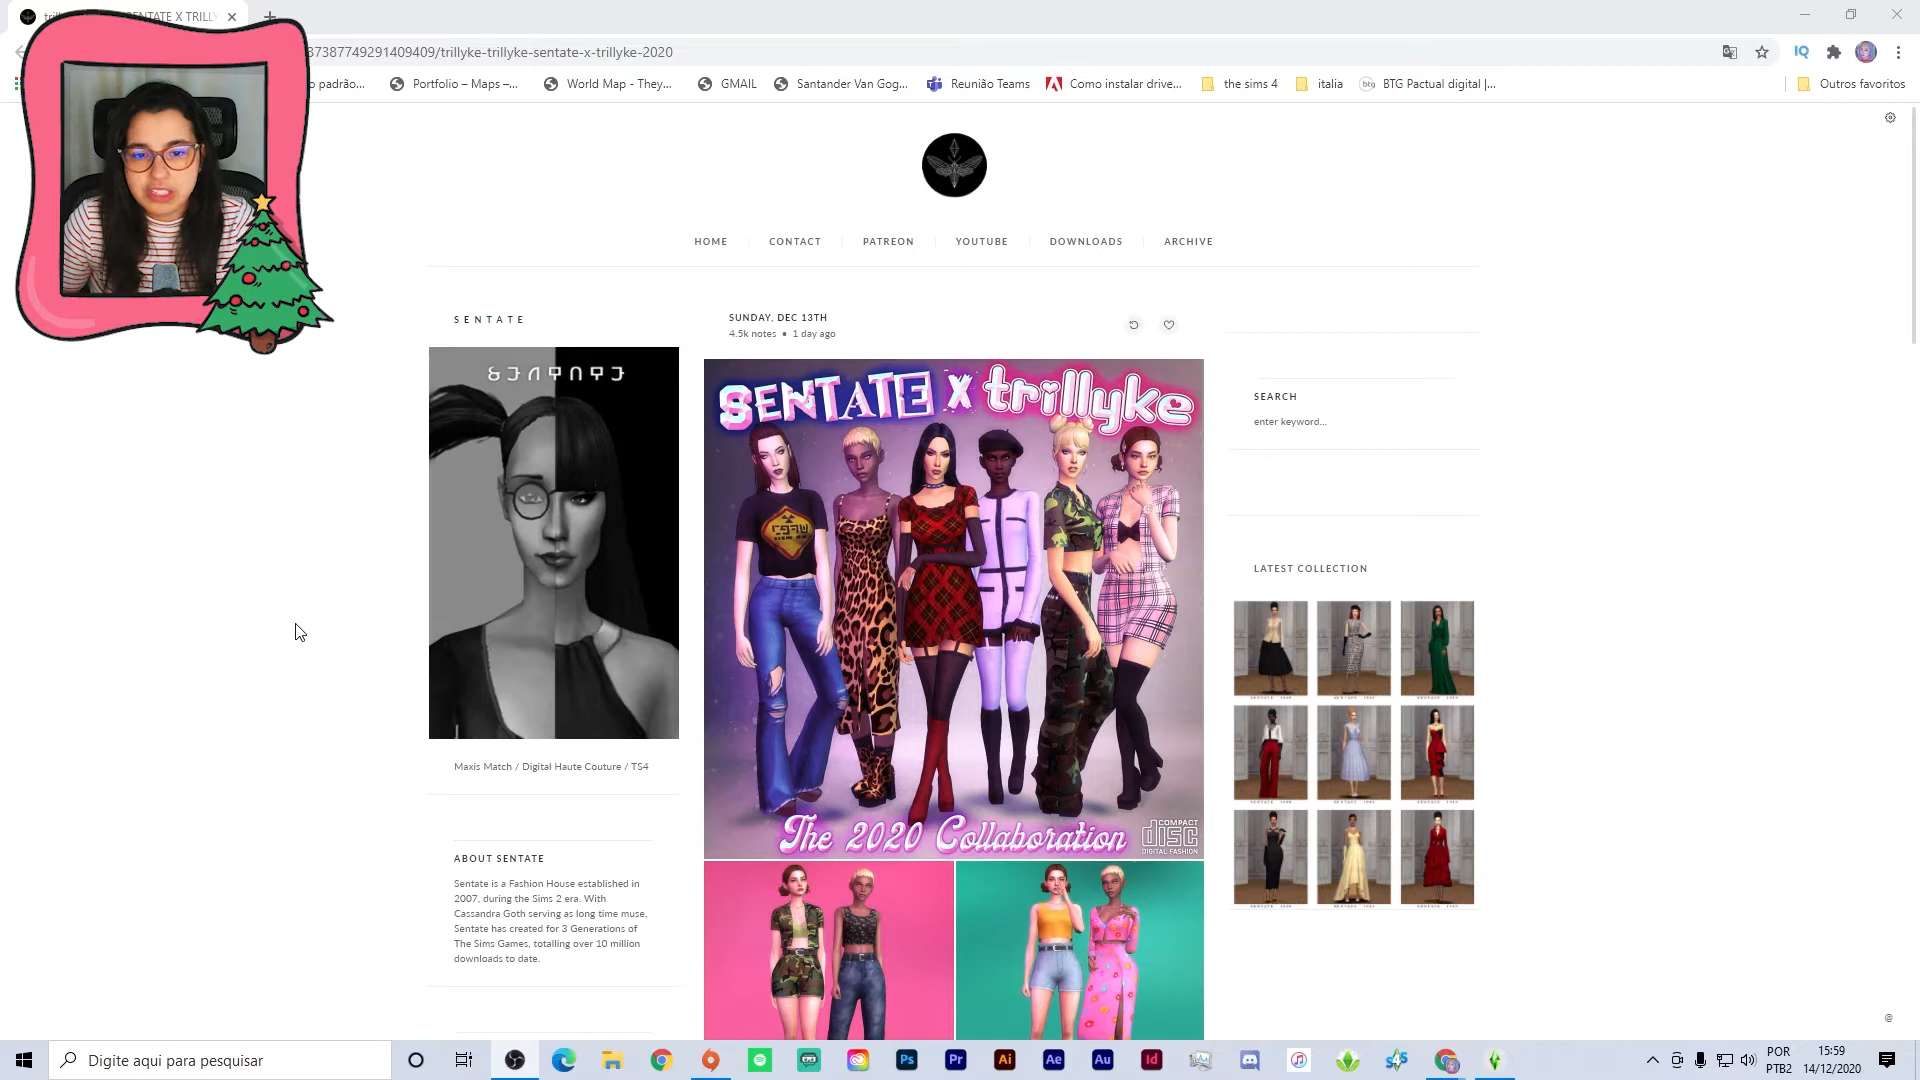 SENTATE X TRILLY
87387749291409409/trillyke-trillyke-sentate-x-trillyke-2020
o padrão...
Portfolio – Maps –...
World Map - They...
GMAIL
Santander Van Gog...
Reunião Teams
Como instalar drive...
the sims 4
italia
BTG Pactual digital |...
Outros favoritos
HOME
CONTACT
PATREON
YOUTUBE
DOWNLOADS
ARCHIVE
SENTATE
Maxis Match / Digital Haute Couture / TS4
ABOUT SENTATE
Sentate is a Fashion House established in
2007, during the Sims 2 era. With
Cassandra Goth serving as long time muse,
Sentate has created for 3 Generations of
The Sims Games, totalling over 10 million
downloads to date.
SUNDAY, DEC 13TH
4.5k notes • 1 day ago
SENTATE X trillyke
The 2020 Collaboration
COMPACT
disc
DIGITAL FASHION
SEARCH
enter keyword...
LATEST COLLECTION
@
Digite aqui para pesquisar
POR
PTB2
15:59
14/12/2020